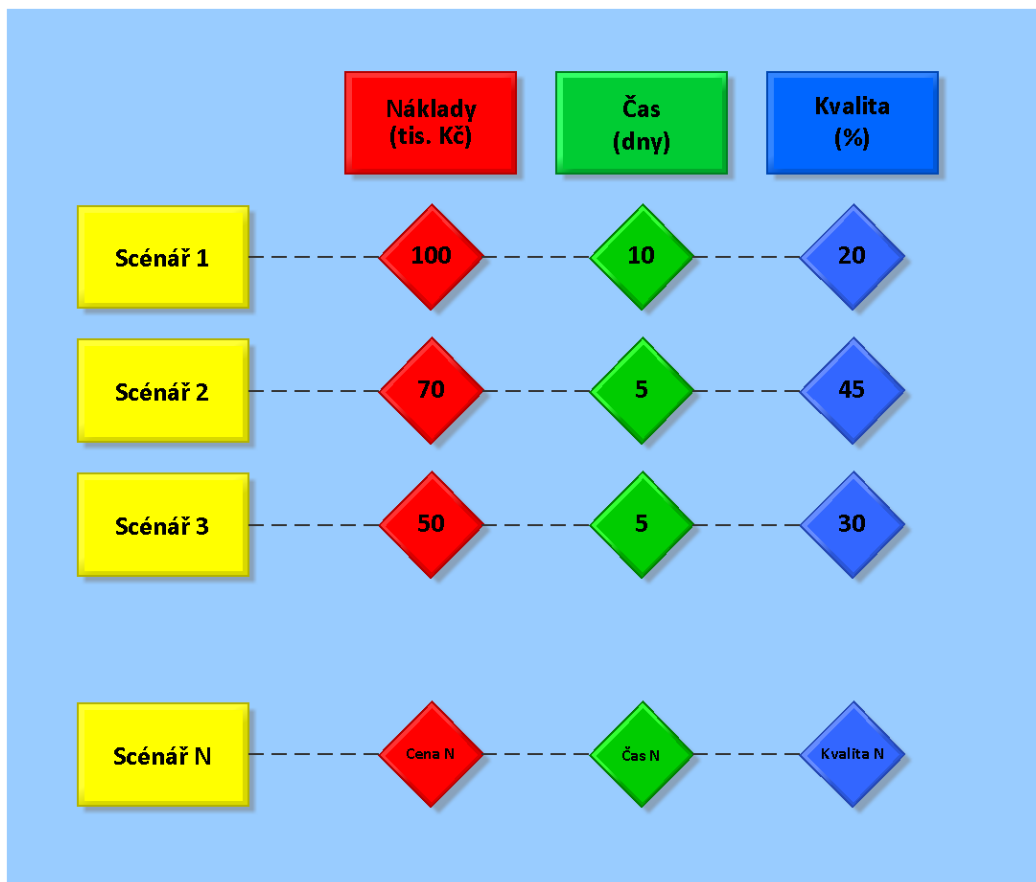 Náklady
(tis. Kč)
Čas
(dny)
Kvalita
(%)
Scénář 1
100
10
20
Scénář 2
70
5
45
Scénář 3
50
5
30
Scénář N
Cena N
Čas N
Kvalita N